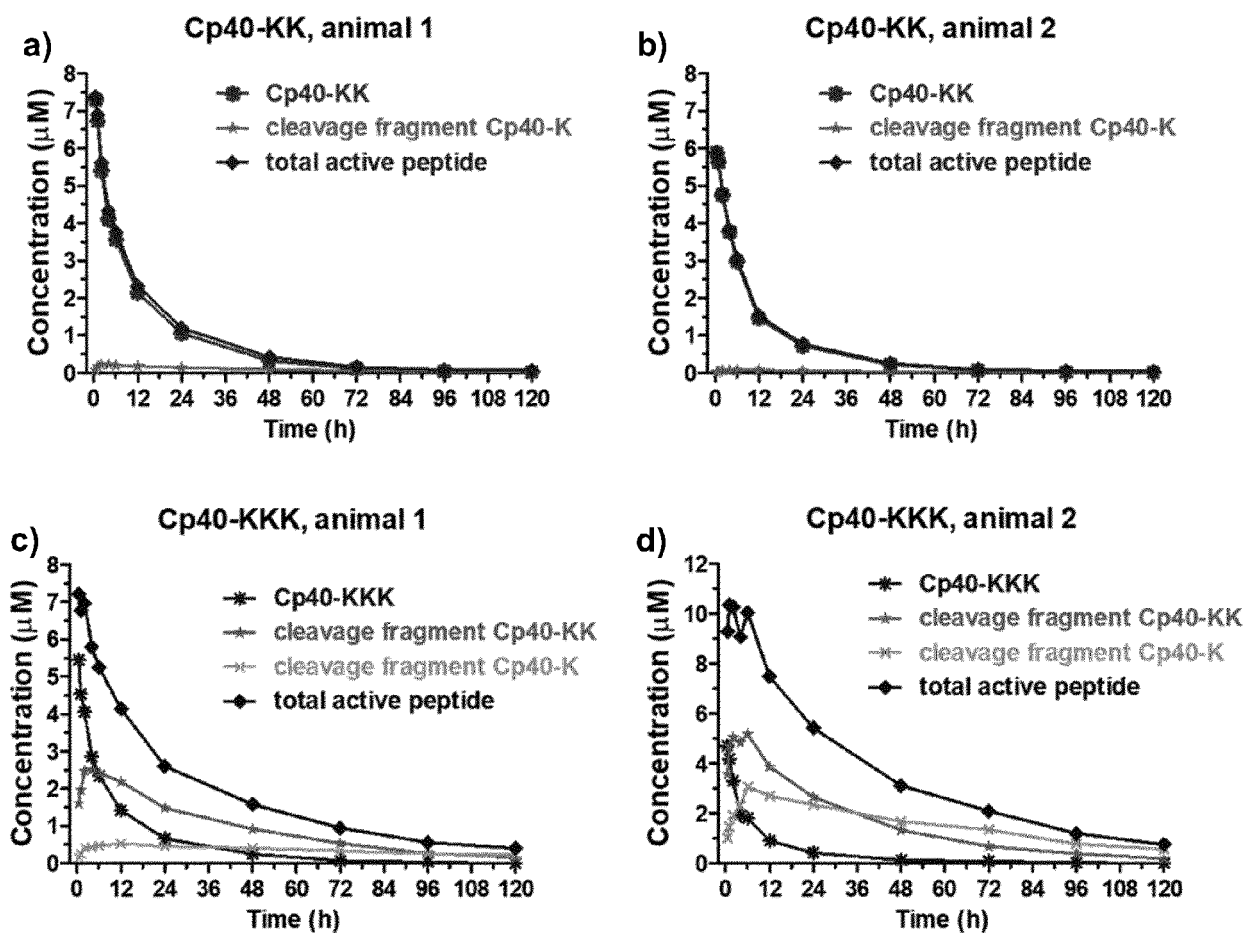 a)
Cp40-KK, animal 1
Concentration (μM)
8
7
6
5
4
3
2
1
0
Cp40-KK
cleavage fragment Cp40-K
total active peptide
0 12 24 36 48 60 72 84 96 108 120
Time (h)
b)
Cp40-KK, animal 2
Concentration (μM)
8
7
6
5
4
3
2
1
0
Cp40-KK
cleavage fragment Cp40-K
total active peptide
0 12 24 36 48 60 72 84 96 108 120
Time (h)
c)
Cp40-KKK, animal 1
Concentration (μM)
8
7
6
5
4
3
2
1
0
Cp40-KKK
cleavage fragment Cp40-KK
cleavage fragment Cp40-K
total active peptide
0 12 24 36 48 60 72 84 96 108 120
Time (h)
d)
Cp40-KKK, animal 2
Concentration (μM)
12
10
8
6
4
2
0
Cp40-KKK
cleavage fragment Cp40-KK
cleavage fragment Cp40-K
total active peptide
0 12 24 36 48 60 72 84 96 108 120
Time (h)